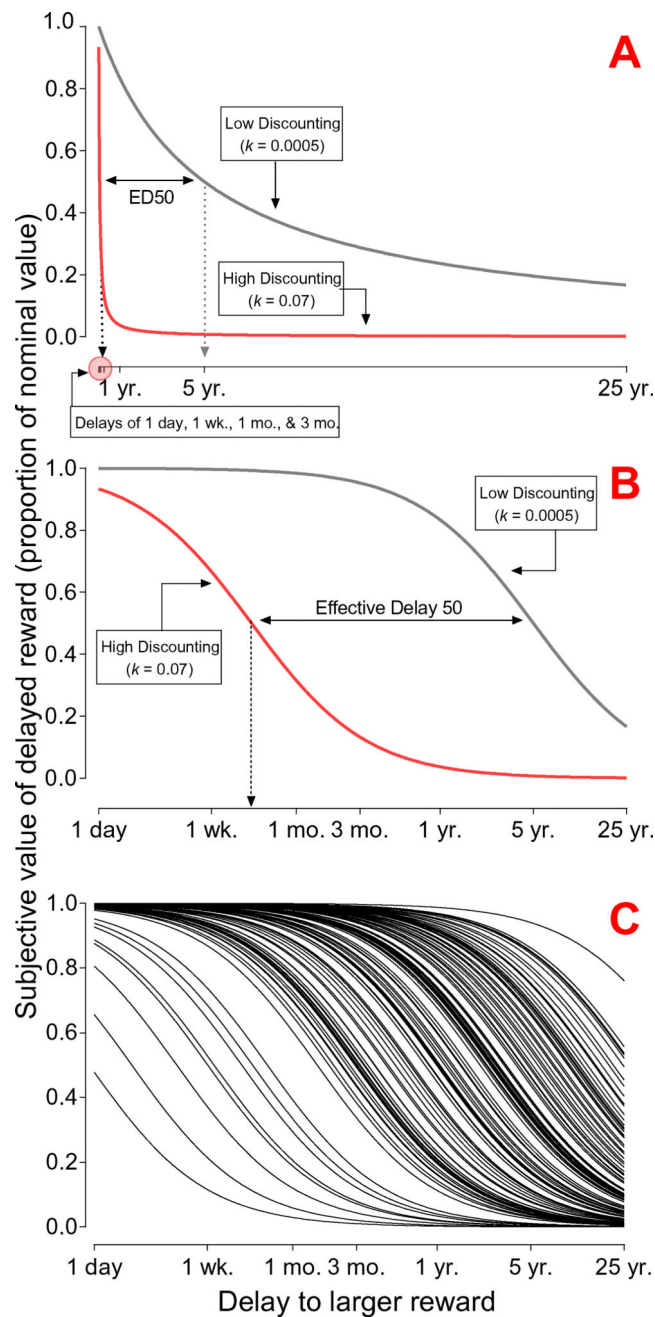 A
1.0
0.8
0.6
0.4
0.2
0.0
Low Discounting
(k = 0.0005)
ED50
High Discounting
(k = 0.07)
1 yr.
5 yr.
25 yr.
Delays of 1 day, 1 wk., 1 mo., & 3 mo.
Subjective value of delayed reward (proportion of nominal value)
B
1.0
0.8
0.6
0.4
0.2
0.0
Low Discounting
(k = 0.0005)
Effective Delay 50
High Discounting
(k = 0.07)
1 day
1 wk.
1 mo.
3 mo.
1 yr.
5 yr.
25 yr.
C
1.0
0.8
0.6
0.4
0.2
0.0
1 day
1 wk.
1 mo.
3 mo.
1 yr.
5 yr.
25 yr.
Delay to larger reward